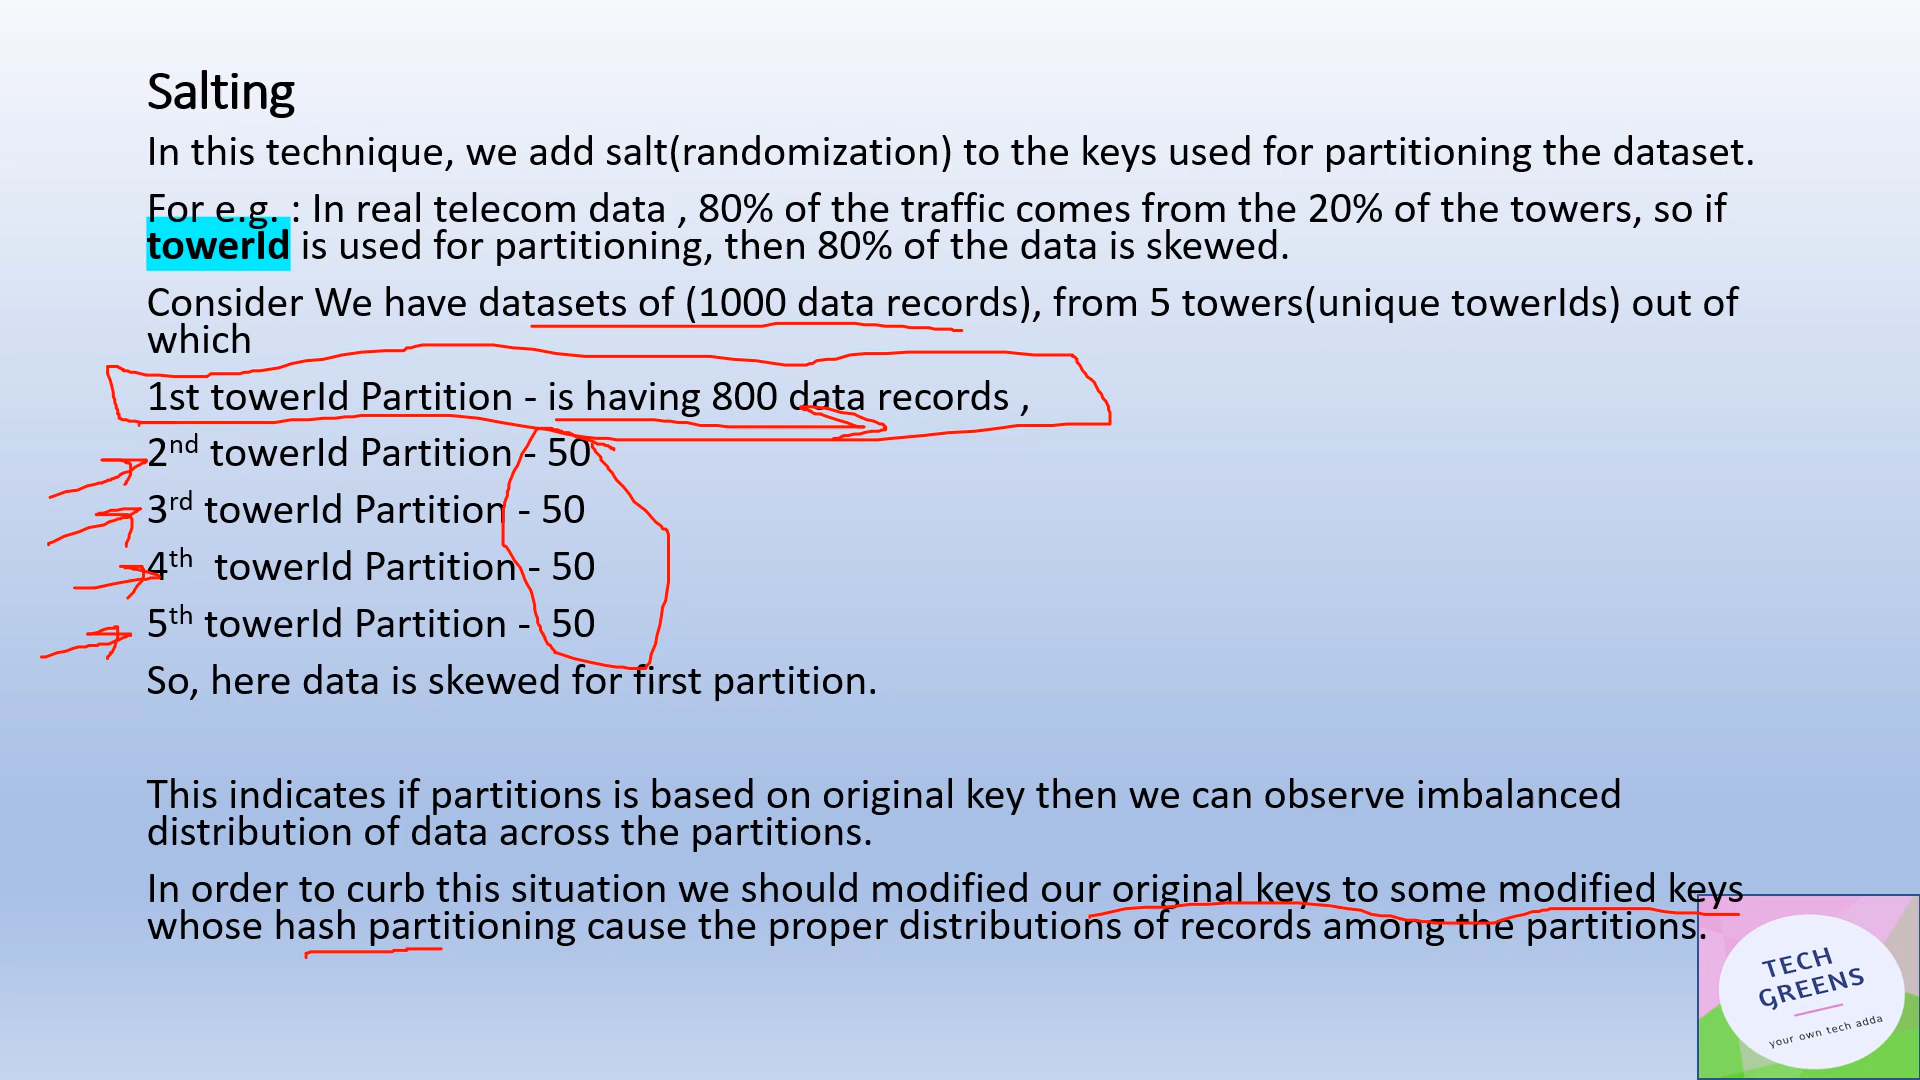 Salting
In this technique, we add salt(randomization) to the keys used for partitioning the dataset.
For e.g. : In real telecom data , 80% of the traffic comes from the 20% of the towers, so if
towerId is used for partitioning, then 80% of the data is skewed.
Consider We have datasets of (1000 data records), from 5 towers(unique towerIds) out of
which
1st towerId Partition - is having 800 data records ,
2nd towerId Partition - 50
3rd towerId Partition - 50
4th towerId Partition - 50
5th towerId Partition - 50
So, here data is skewed for first partition.
This indicates if partitions is based on original key then we can observe imbalanced
distribution of data across the partitions.
In order to curb this situation we should modified our original keys to some modified keys
whose hash partitioning cause the proper distributions of records among the partitions.
TECH
GREENS
your own tech adda